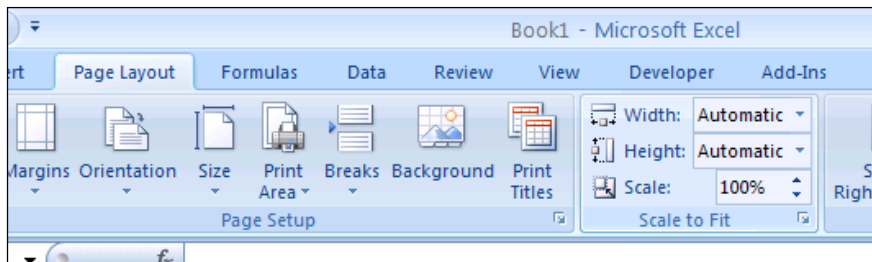 Book1 - Microsoft Excel
Page Layout Formulas Data Review View Developer Add-Ins
Margins Orientation Size Print Area Breaks Background Print Titles
Width: Automatic
Height: Automatic
Scale: 100%
Page Setup Scale to Fit
fx